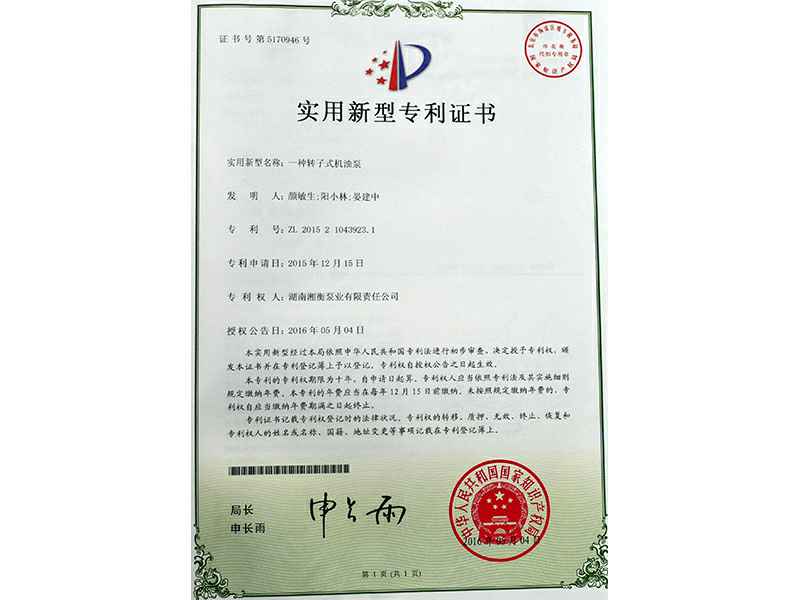 证书号第5170946号
实用新型专利证书
实用新型名称：一种转子式机油泵
发 明 人：颜敏生;阳小林;晏建中
专 利 号：ZL 2015 2 1043923.1
专利申请日：2015年12月15日
专 利 权 人：湖南湘衡泵业有限责任公司
授权公告日：2016年05月04日
本实用新型经过本局依照中华人民共和国专利法进行初步审查，决定授予专利权，颁
发本证书并在专利登记簿上予以登记。专利权自授权公告之日起生效。
本专利的专利权期限为十年，自申请日起算。专利权人应当依照专利法及其实施细则
规定缴纳年费。本专利的年费应当在每年12月15日前缴纳。未按照规定缴纳年费的，专
利权自应当缴纳年费期满之日起终止。
专利证书记载专利权登记时的法律状况。专利权的转移、质押、无效、终止、恢复和
专利权人的姓名或名称、国籍、地址变更等事项记载在专利登记簿上。
局长
申长雨
申长雨
中华人民共和国国家知识产权局
2016年05月04日
第1页(共1页)